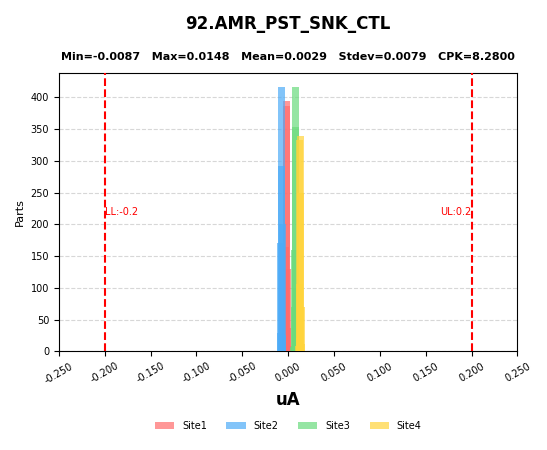 92.AMR_PST_SNK_CTL
Min=-0.0087 Max=0.0148 Mean=0.0029 Stdev=0.0079 CPK=8.2800
400
350
300
250
200
150
100
50
0
Parts
LL:-0.2
UL:0.2
-0.250 -0.200 -0.150 -0.100 -0.050 0.000 0.050 0.100 0.150 0.200 0.250
uA
Site1 Site2 Site3 Site4